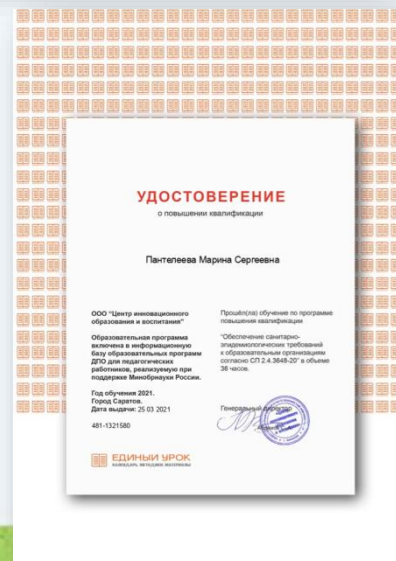 УДОСТОВЕРЕНИЕ
о повышении квалификации
Пантелеева Марина Сергеевна
ООО "Центр инновационного
образования и воспитания"
Образовательная программа
включена в информационную
базу образовательных программ
ДПО для педагогических
работников, реализуемую при
поддержке Минобрнауки России.
Год обучения 2021.
Город Саратов.
Дата выдачи: 25 03 2021
481-1321580
Прошёл(ла) обучение по программе
повышения квалификации
"Обеспечение санитарно-
эпидемиологических требований
к образовательным организациям
согласно СП 2.4.3648-20" в объеме
36 часов.
Генеральный директор
ЕДИНЫЙ УРОК
КАЛЕНДАРЬ МЕТОДИКИ МАТЕРИАЛЫ